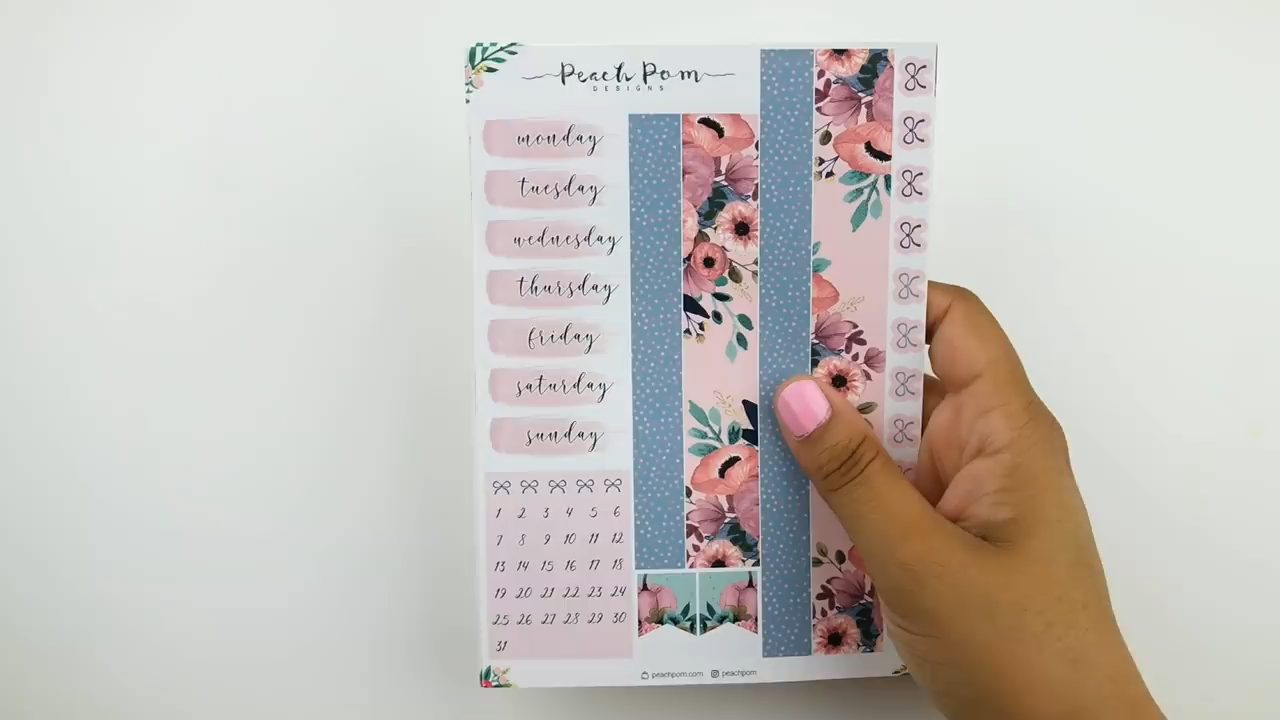 Peach Pom
DESIGNS
monday
tuesday
wednesday
thursday
friday
saturday
sunday
1 2 3 4 5 6
7 8 9 10 11 12
13 14 15 16 17 18
19 20 21 22 23 24
25 26 27 28 29 30
31
peachpom.com peachpom